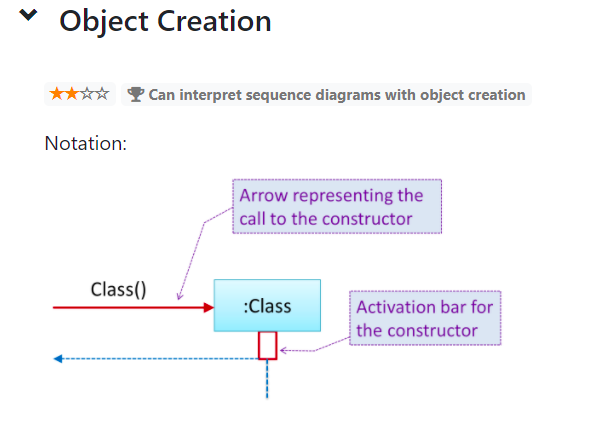 Object Creation
Can interpret sequence diagrams with object creation
Notation:
Arrow representing the
call to the constructor
Class()
:Class
Activation bar for
the constructor